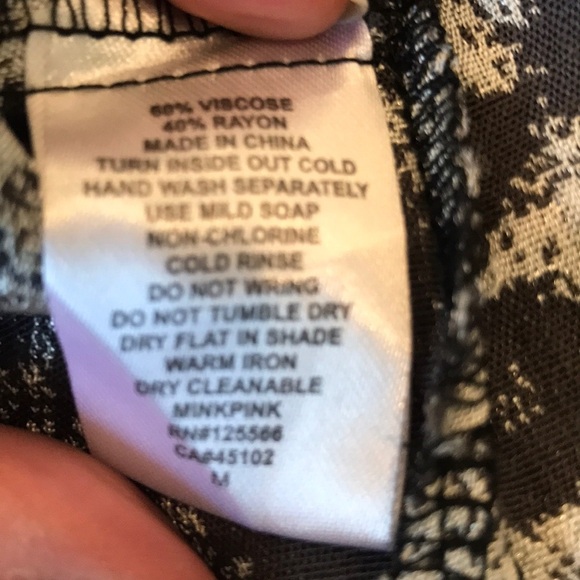 60% VISCOSE
40% RAYON
MADE IN CHINA
TURN INSIDE OUT COLD
HAND WASH SEPARATELY
USE MILD SOAP
NON-CHLORINE
COLD RINSE
DO NOT WRING
DO NOT TUMBLE DRY
DRY FLAT IN SHADE
WARM IRON
DRY CLEANABLE
MINKPINK
RN#125566
CA#45102
M